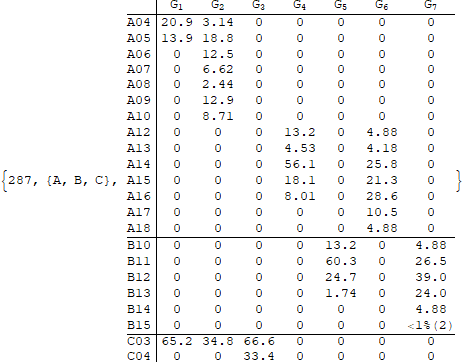 G₁ G₂ G₃ G₄ G₅ G₆ G₇
A04 20.9 3.14 0 0 0 0 0
A05 13.9 18.8 0 0 0 0 0
A06 0 12.5 0 0 0 0 0
A07 0 6.62 0 0 0 0 0
A08 0 2.44 0 0 0 0 0
A09 0 12.9 0 0 0 0 0
A10 0 8.71 0 0 0 0 0
A12 0 0 0 13.2 0 4.88 0
A13 0 0 0 4.53 0 4.18 0
A14 0 0 0 56.1 0 25.8 0
{287, {A, B, C}, A15 0 0 0 18.1 0 21.3 0 }
A16 0 0 0 8.01 0 28.6 0
A17 0 0 0 0 0 10.5 0
A18 0 0 0 0 0 4.88 0
B10 0 0 0 0 13.2 0 4.88
B11 0 0 0 0 60.3 0 26.5
B12 0 0 0 0 24.7 0 39.0
B13 0 0 0 0 1.74 0 24.0
B14 0 0 0 0 0 0 4.88
B15 0 0 0 0 0 0 <1%(2)
C03 65.2 34.8 66.6 0 0 0 0
C04 0 0 33.4 0 0 0 0